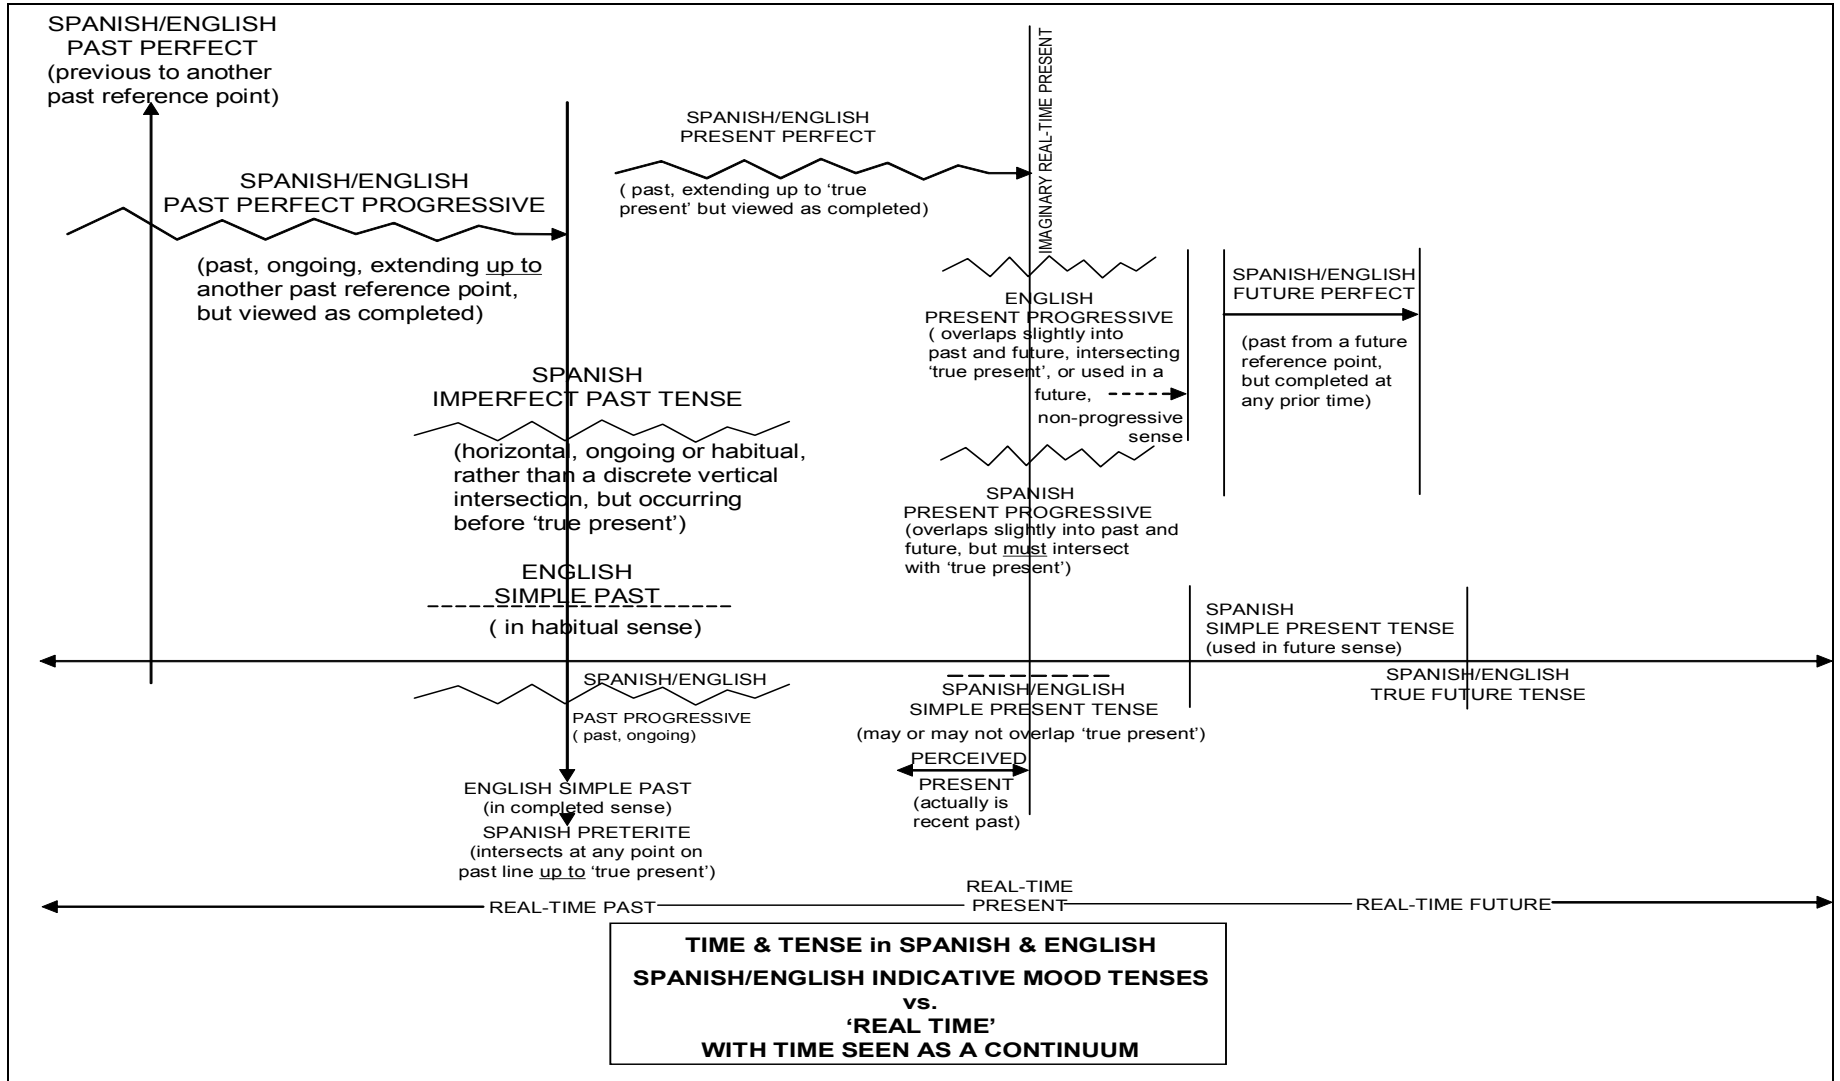 SPANISH/ENGLISH
PAST PERFECT
(previous to another
past reference point)
SPANISH/ENGLISH
PAST PERFECT PROGRESSIVE
(past, ongoing, extending up to
another past reference point,
but viewed as completed)
SPANISH/ENGLISH
PRESENT PERFECT
( past, extending up to ‘true
present’ but viewed as completed)
IMAGINARY REAL-TIME PRESENT
ENGLISH
PRESENT PROGRESSIVE
( overlaps slightly into
past and future, intersecting
‘true present’, or used in a
future,
non-progressive
sense
SPANISH/ENGLISH
FUTURE PERFECT
(past from a future
reference point,
but completed at
any prior time)
SPANISH
IMPERFECT PAST TENSE
(horizontal, ongoing or habitual,
rather than a discrete vertical
intersection, but occurring
before ‘true present’)
SPANISH
PRESENT PROGRESSIVE
(overlaps slightly into past and
future, but must intersect
with ‘true present’)
ENGLISH
SIMPLE PAST
( in habitual sense)
SPANISH
SIMPLE PRESENT TENSE
(used in future sense)
SPANISH/ENGLISH
TRUE FUTURE TENSE
SPANISH/ENGLISH
PAST PROGRESSIVE
( past, ongoing)
SPANISH/ENGLISH
SIMPLE PRESENT TENSE
(may or may not overlap ‘true present’)
PERCEIVED
PRESENT
(actually is
recent past)
ENGLISH SIMPLE PAST
(in completed sense)
SPANISH PRETERITE
(intersects at any point on
past line up to ‘true present’)
REAL-TIME PAST
REAL-TIME
PRESENT
REAL-TIME FUTURE
TIME & TENSE in SPANISH & ENGLISH
SPANISH/ENGLISH INDICATIVE MOOD TENSES
vs.
‘REAL TIME’
WITH TIME SEEN AS A CONTINUUM